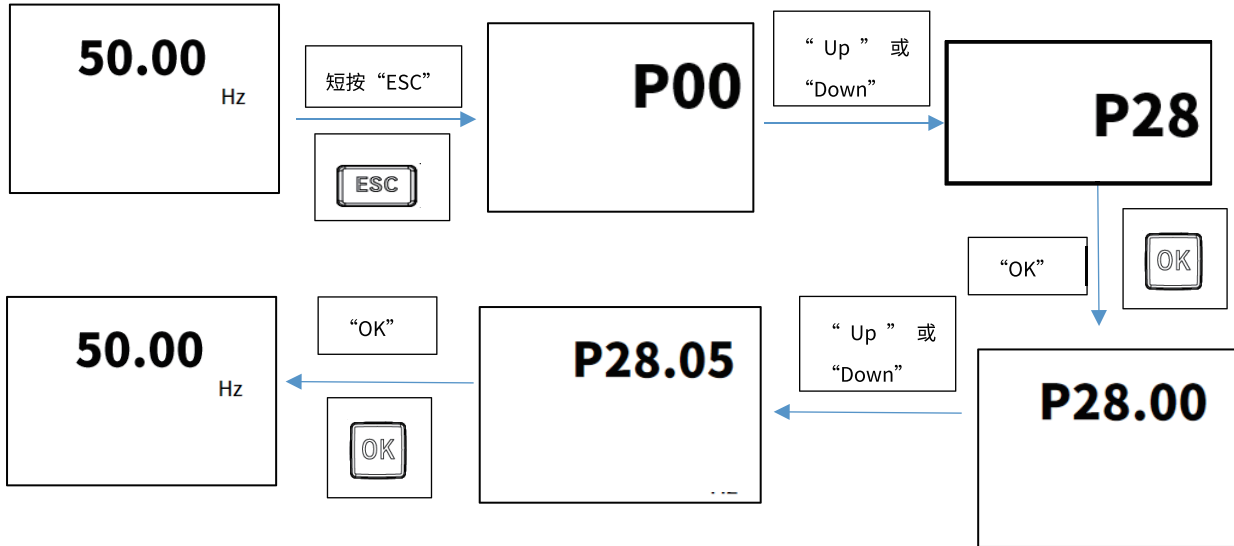 50.00
Hz
短按“ESC”
ESC
P00
“ Up ” 或
“Down”
P28
“OK”
OK
P28.00
“ Up ” 或
“Down”
P28.05
“OK”
OK
50.00
Hz